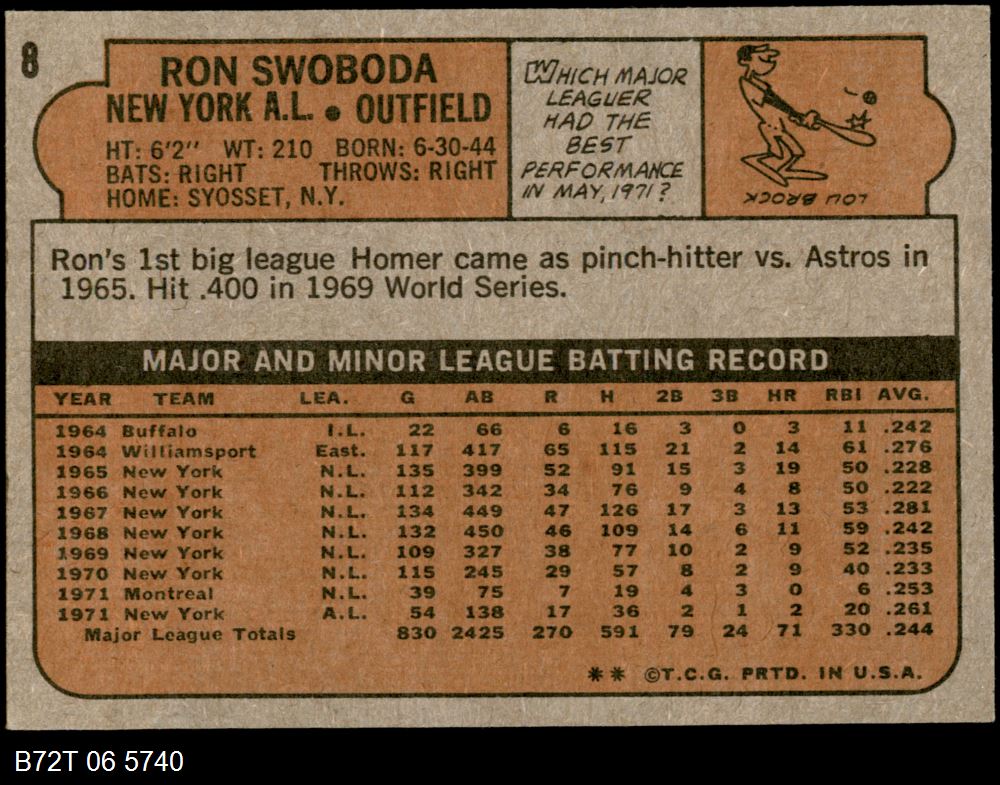 8
RON SWOBODA
NEW YORK A.L. • OUTFIELD
HT: 6'2" WT: 210 BORN: 6-30-44
BATS: RIGHT THROWS: RIGHT
HOME: SYOSSET, N.Y.
WHICH MAJOR
LEAGUER
HAD THE
BEST
PERFORMANCE
IN MAY, 1971?
LOU BROCK
Ron's 1st big league Homer came as pinch-hitter vs. Astros in
1965. Hit .400 in 1969 World Series.
MAJOR AND MINOR LEAGUE BATTING RECORD
YEAR TEAM LEA. G AB R H 2B 3B HR RBI AVG.
1964 Buffalo I.L. 22 66 6 16 3 0 3 11 .242
1964 Williamsport East. 117 417 65 115 21 2 14 61 .276
1965 New York N.L. 135 399 52 91 15 3 19 50 .228
1966 New York N.L. 112 342 34 76 9 4 8 50 .222
1967 New York N.L. 134 449 47 126 17 3 13 53 .281
1968 New York N.L. 132 450 46 109 14 6 11 59 .242
1969 New York N.L. 109 327 38 77 10 2 9 52 .235
1970 New York N.L. 115 245 29 57 8 2 9 40 .233
1971 Montreal N.L. 39 75 7 19 4 3 0 6 .253
1971 New York A.L. 54 138 17 36 2 1 2 20 .261
Major League Totals 830 2425 270 591 79 24 71 330 .244
** ©T.C.G. PRTD. IN U.S.A.
B72T 06 5740